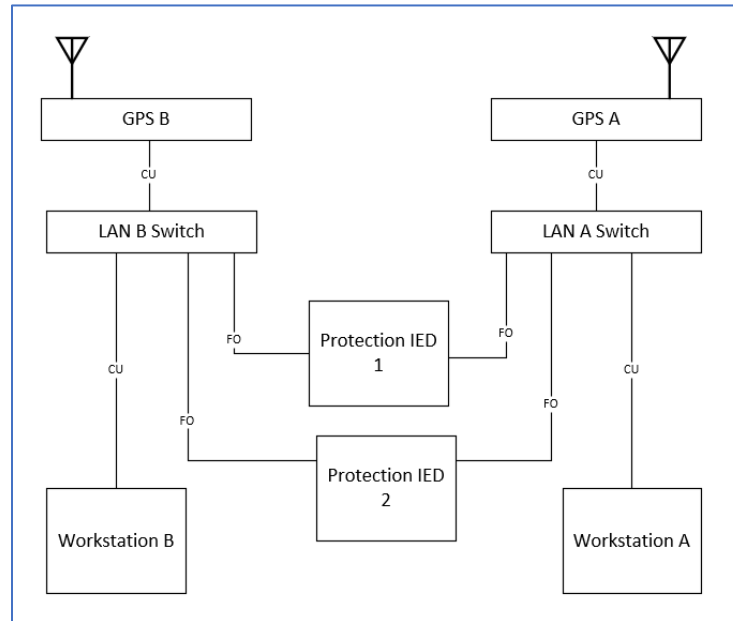 GPS B
GPS A
CU
CU
LAN B Switch
LAN A Switch
Protection IED
1
FO
FO
CU
CU
FO
FO
Protection IED
2
Workstation B
Workstation A